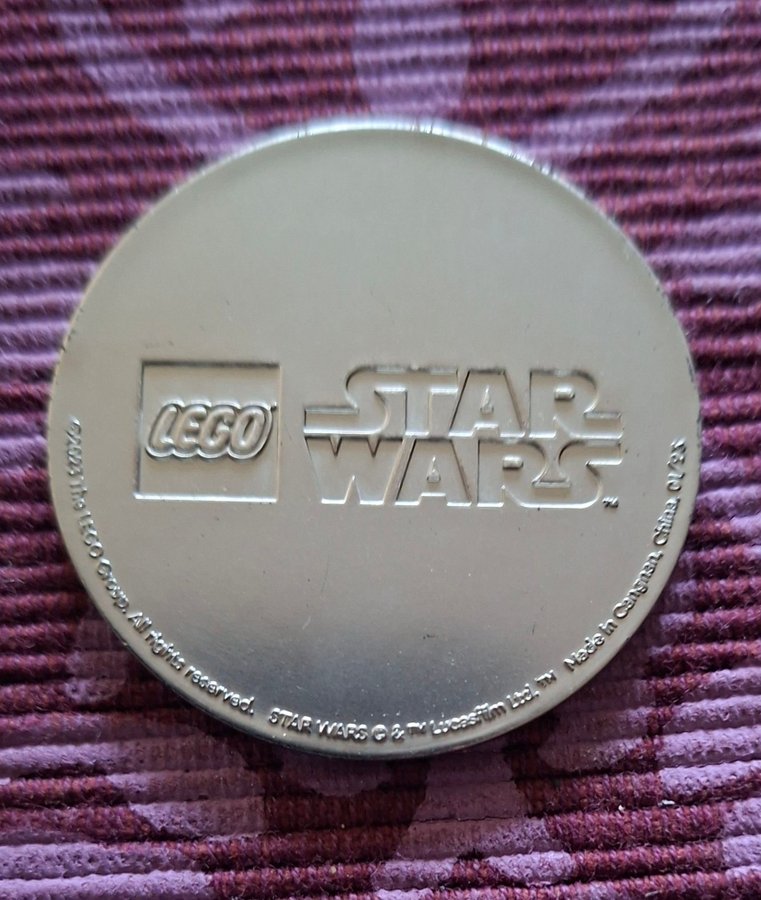 LEGO
STAR
WARS
™
©2023 The LEGO Group. All rights reserved. STAR WARS © & ™ Lucasfilm Ltd. ™ Made in Cangnan, China. 01/23